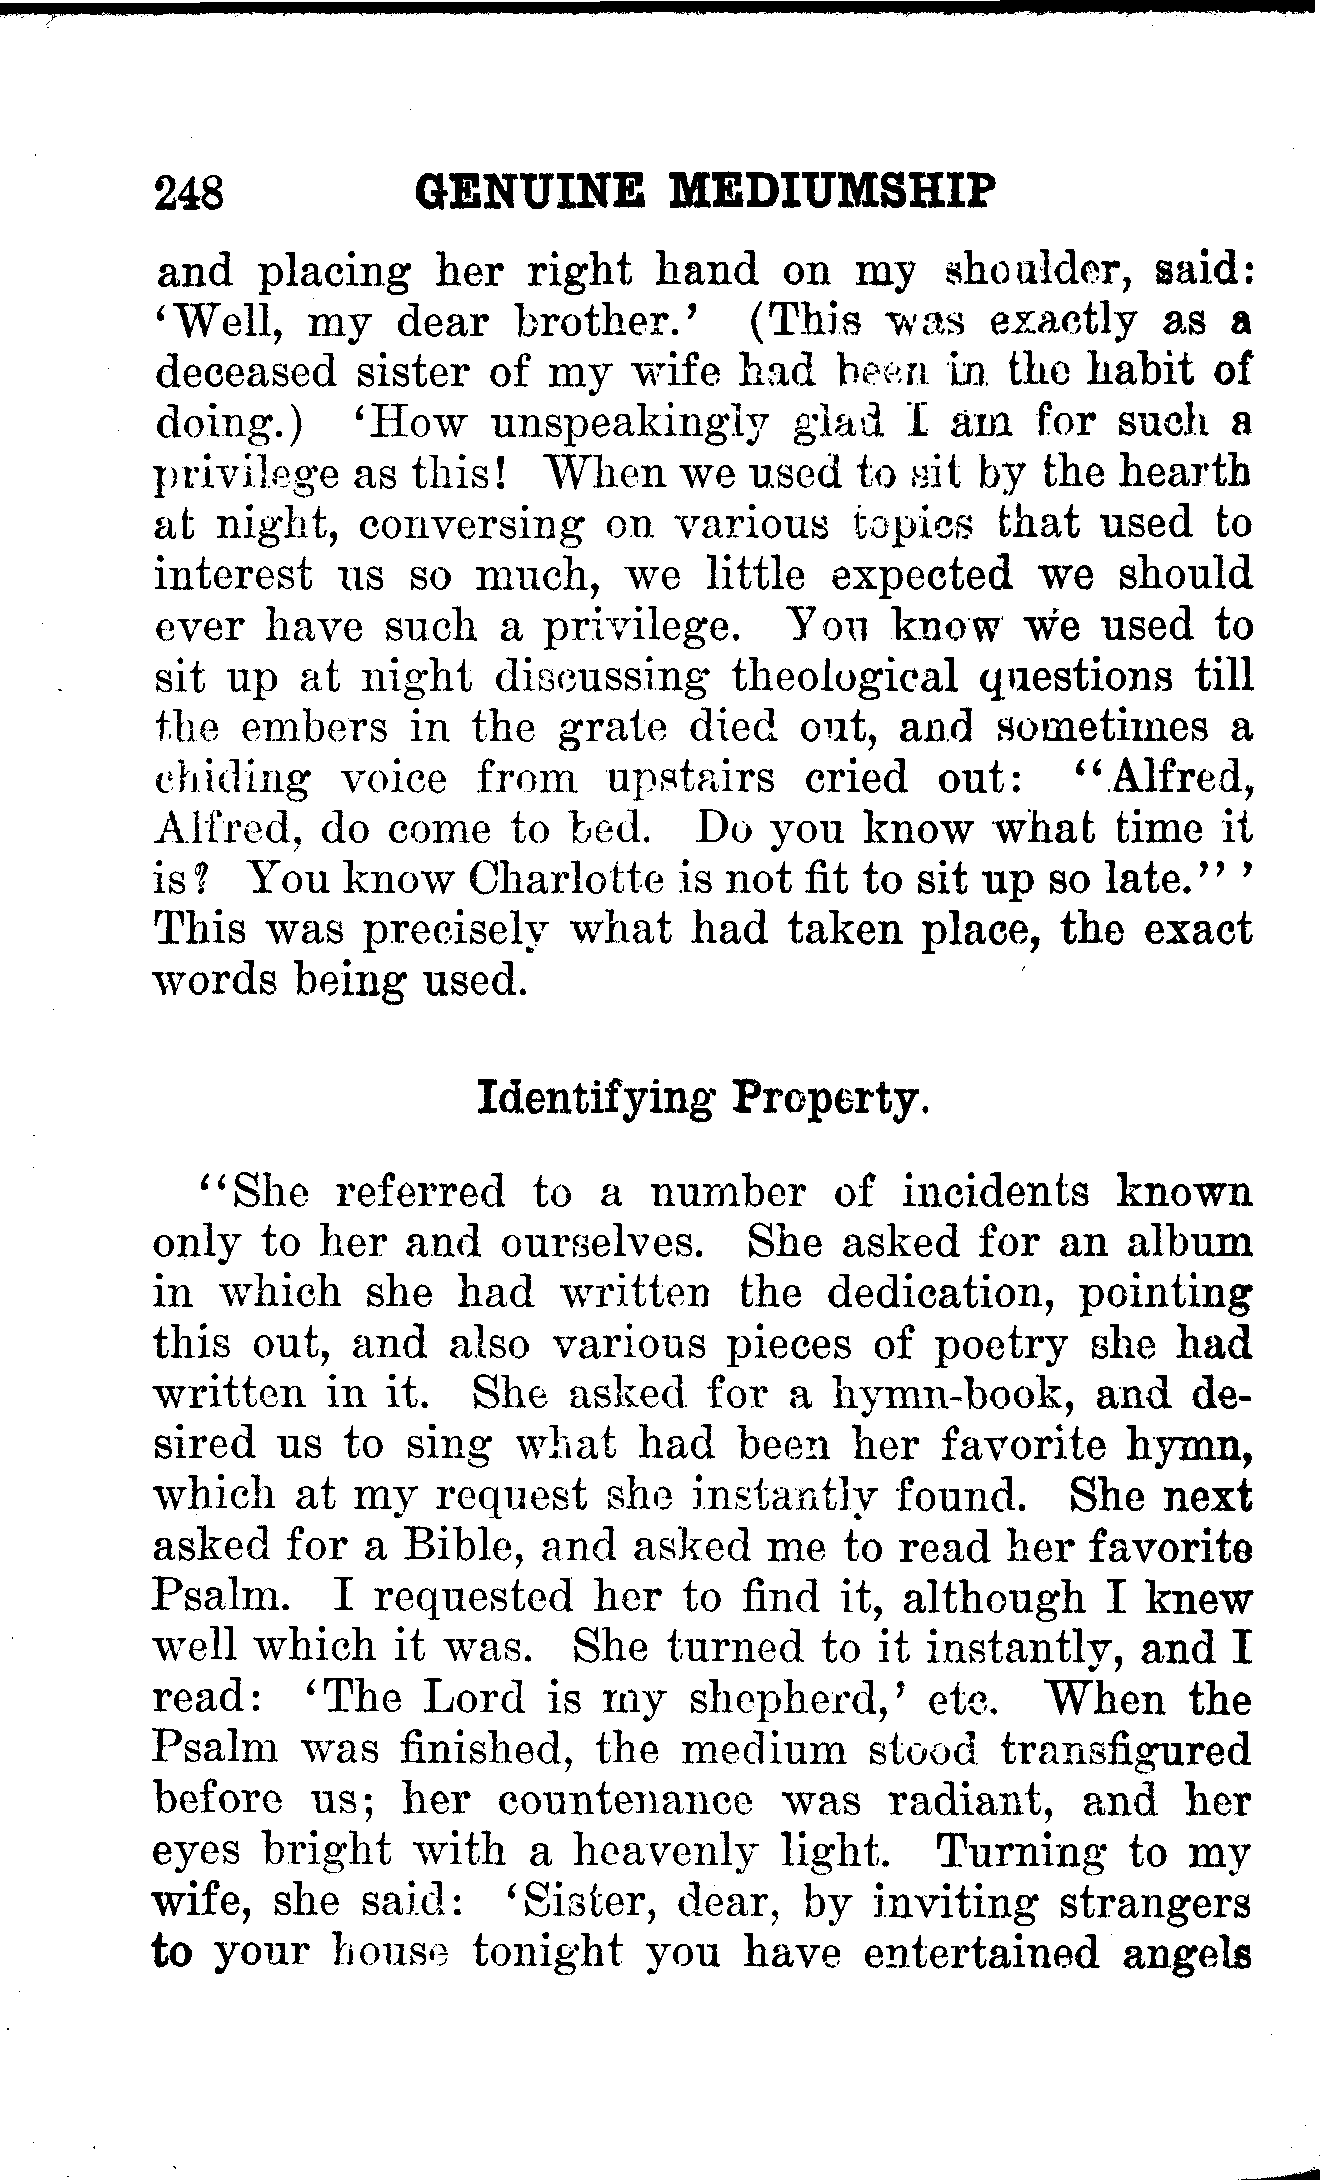 248 GENUINE MEDIUMSHIP
and placing her right hand on my shoulder, said:
'Well, my dear brother.' (This was exactly as a
deceased sister of my wife had been in the habit of
doing.) 'How unspeakingly glad I am for such a
privilege as this! When we used to sit by the hearth
at night, conversing on various topics that used to
interest us so much, we little expected we should
ever have such a privilege. You know we used to
sit up at night discussing theological questions till
the embers in the grate died out, and sometimes a
chiding voice from upstairs cried out: "Alfred,
Alfred, do come to bed. Do you know what time it
is? You know Charlotte is not fit to sit up so late." '
This was precisely what had taken place, the exact
words being used.
Identifying Property.
"She referred to a number of incidents known
only to her and ourselves. She asked for an album
in which she had written the dedication, pointing
this out, and also various pieces of poetry she had
written in it. She asked for a hymn-book, and de-
sired us to sing what had been her favorite hymn,
which at my request she instantly found. She next
asked for a Bible, and asked me to read her favorite
Psalm. I requested her to find it, although I knew
well which it was. She turned to it instantly, and I
read: 'The Lord is my shepherd,' etc. When the
Psalm was finished, the medium stood transfigured
before us; her countenance was radiant, and her
eyes bright with a heavenly light. Turning to my
wife, she said: 'Sister, dear, by inviting strangers
to your house tonight you have entertained angels